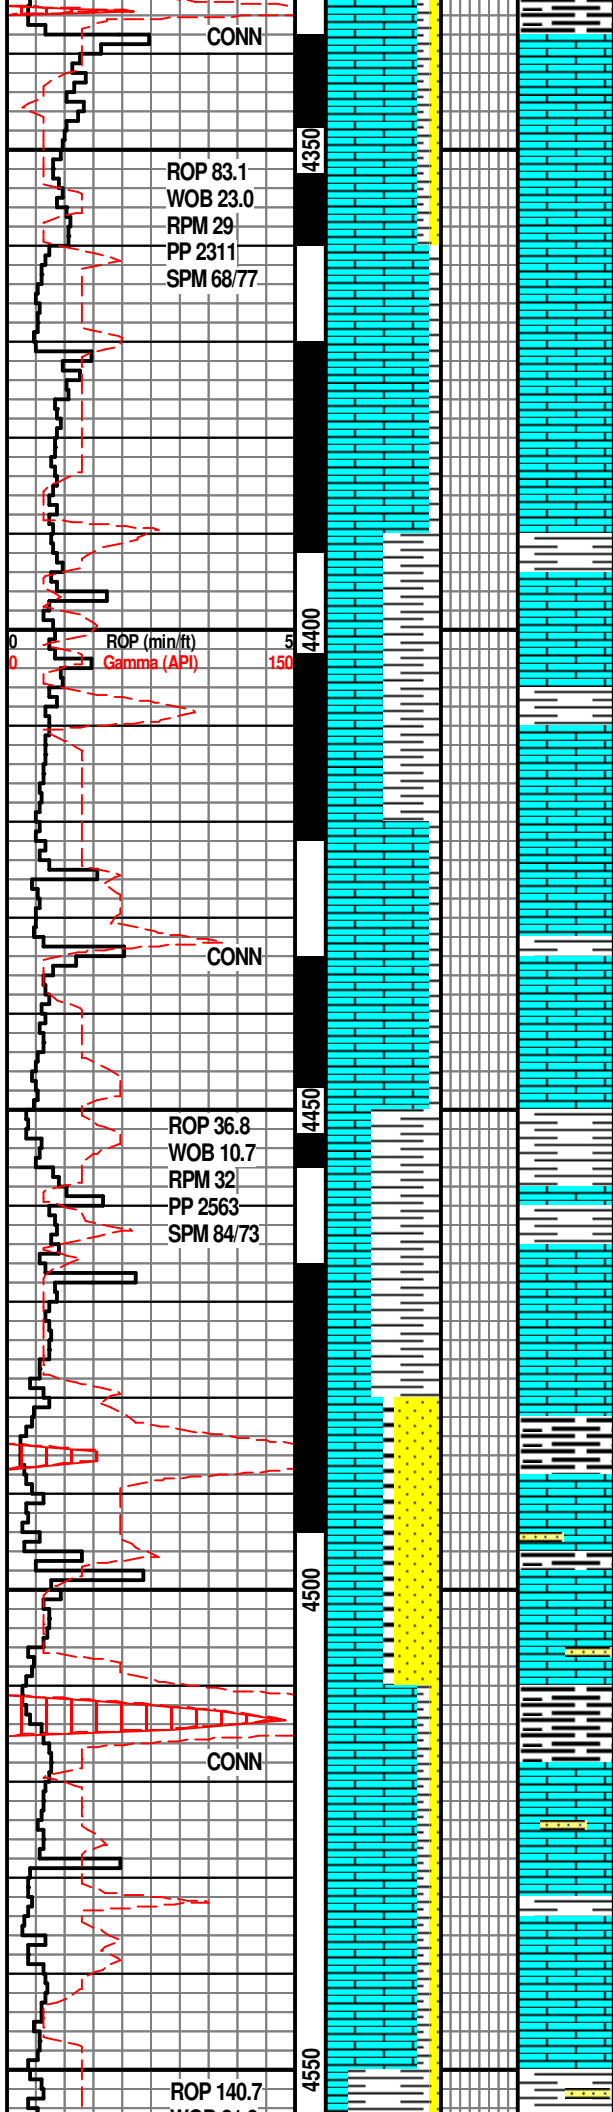 CONN
4350
ROP 83.1
WOB 23.0
RPM 29
PP 2311
SPM 68/77
4400
0 ROP (min/ft) 5
0 Gamma (API) 150
CONN
4450
ROP 36.8
WOB 10.7
RPM 32
PP 2563
SPM 84/73
4500
CONN
4550
ROP 140.7